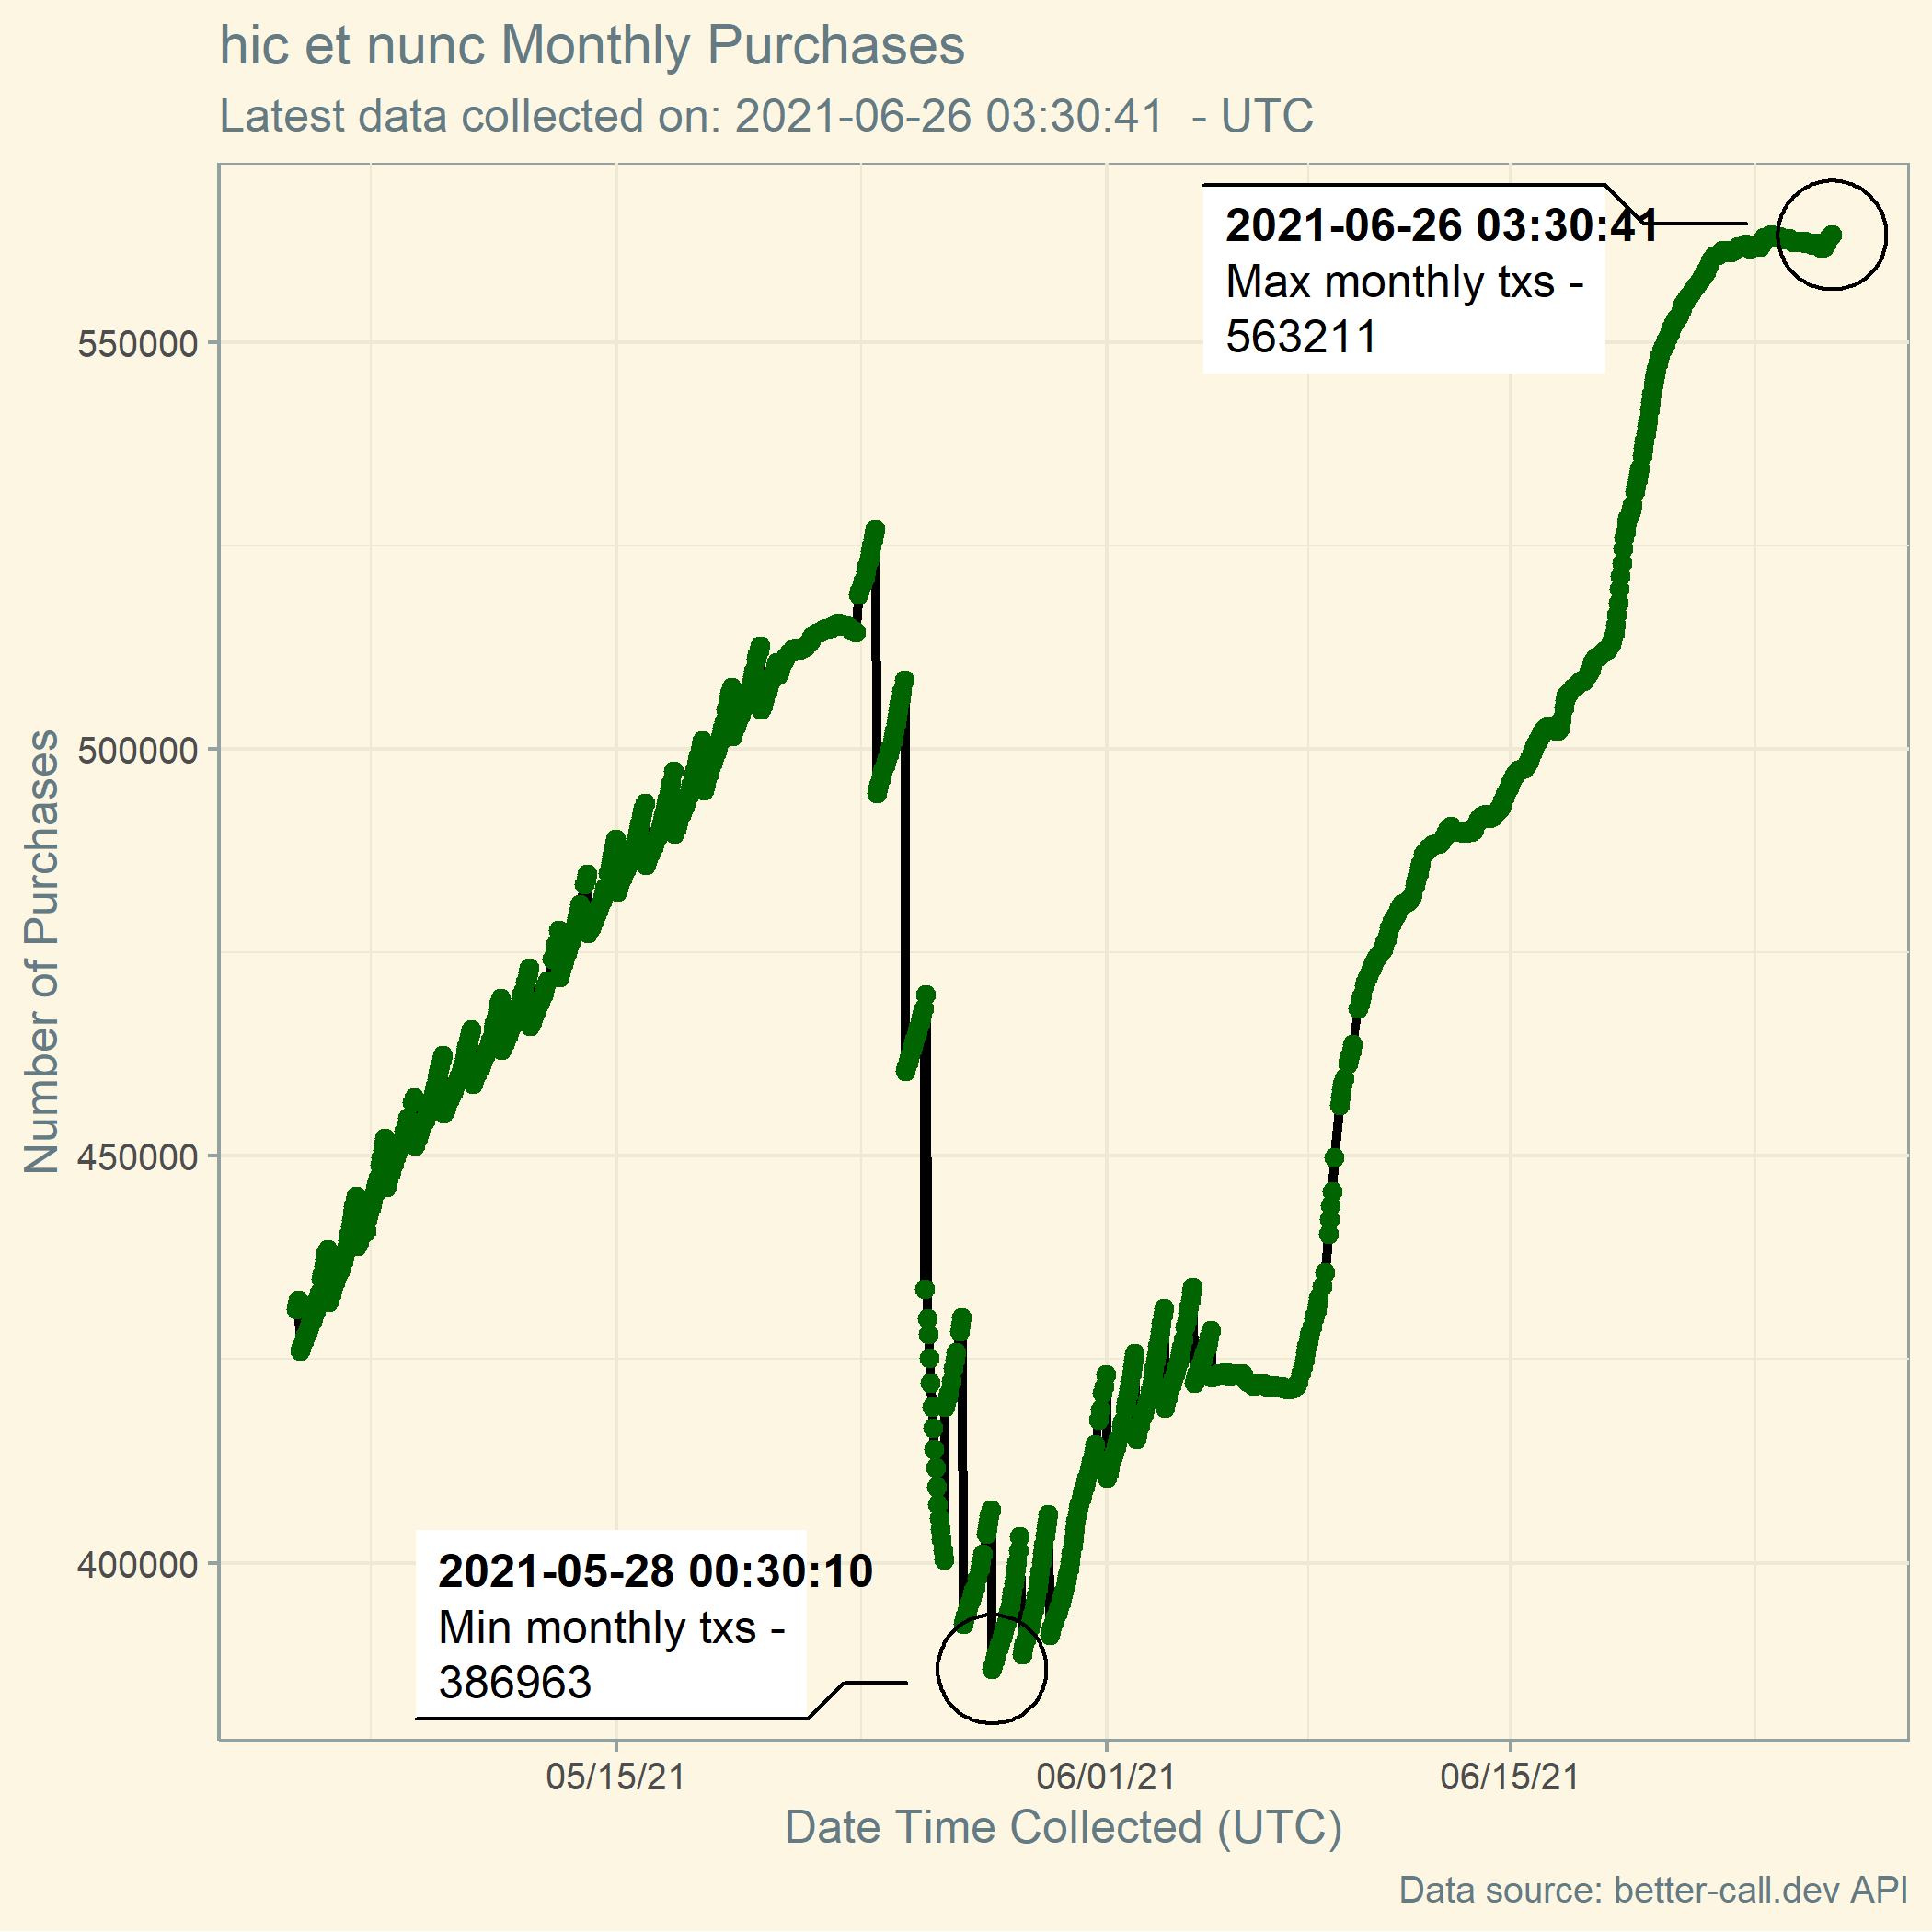 hic et nunc Monthly Purchases
Latest data collected on: 2021-06-26 03:30:41  - UTC
2021-06-26 03:30:41
Max monthly txs -
563211
550000
500000
450000
400000
Number of Purchases
2021-05-28 00:30:10
Min monthly txs -
386963
05/15/21
06/01/21
06/15/21
Date Time Collected (UTC)
Data source: better-call.dev API